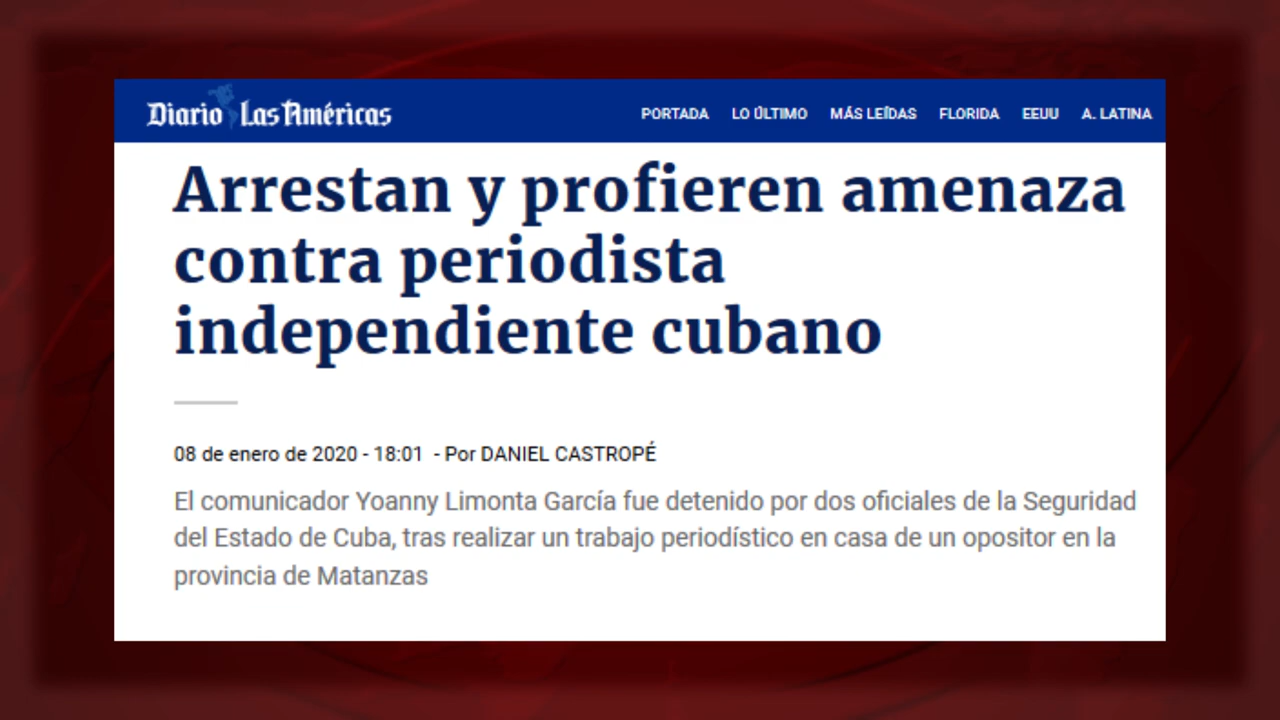 Diario Las Américas
PORTADA LO ÚLTIMO MÁS LEÍDAS FLORIDA EEUU A. LATINA
Arrestan y profieren amenaza
contra periodista
independiente cubano
08 de enero de 2020 - 18:01 - Por DANIEL CASTROPÉ
El comunicador Yoanny Limonta García fue detenido por dos oficiales de la Seguridad
del Estado de Cuba, tras realizar un trabajo periodístico en casa de un opositor en la
provincia de Matanzas